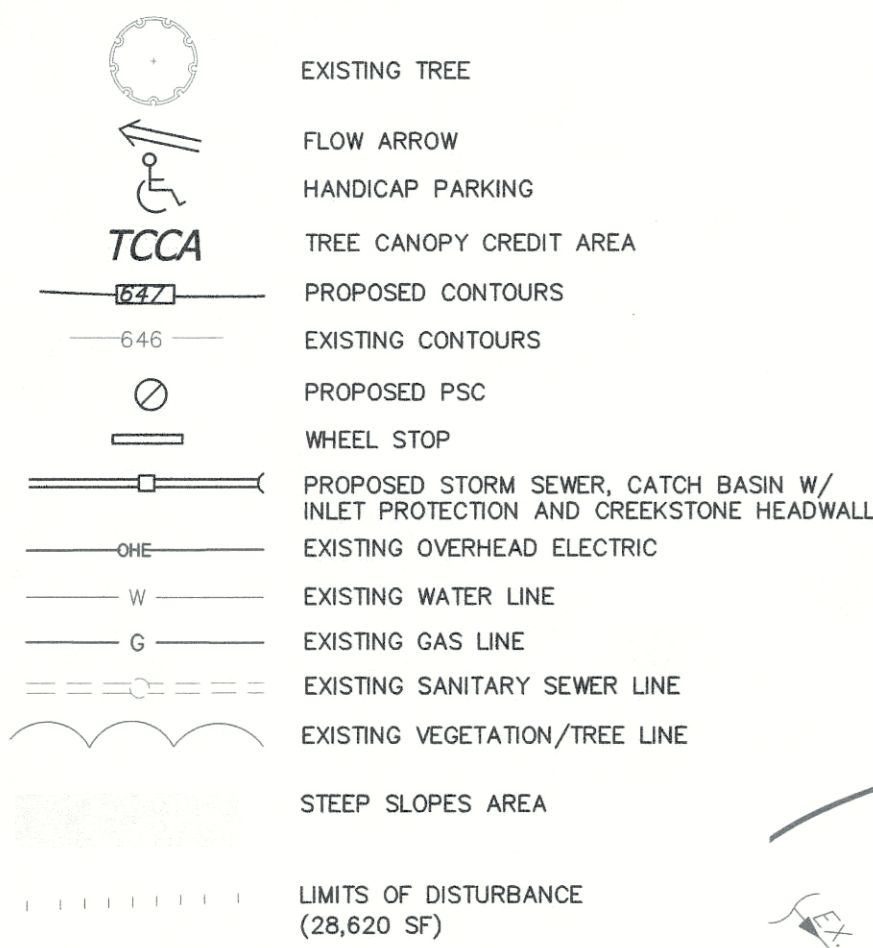 EXISTING TREE
FLOW ARROW
HANDICAP PARKING
TCCA TREE CANOPY CREDIT AREA
647 PROPOSED CONTOURS
646 EXISTING CONTOURS
PROPOSED PSC
WHEEL STOP
PROPOSED STORM SEWER, CATCH BASIN W/
INLET PROTECTION AND CREEKSTONE HEADWALL
OHE EXISTING OVERHEAD ELECTRIC
W EXISTING WATER LINE
G EXISTING GAS LINE
EXISTING SANITARY SEWER LINE
EXISTING VEGETATION/TREE LINE
STEEP SLOPES AREA
LIMITS OF DISTURBANCE
(28,620 SF)
EX.